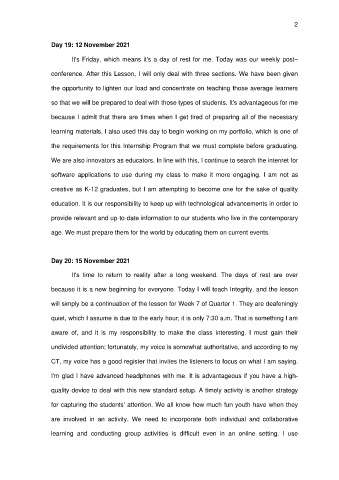 2
Day 19: 12 November 2021
It's Friday, which means it's a day of rest for me. Today was our weekly post–
conference. After this Lesson, I will only deal with three sections. We have been given
the opportunity to lighten our load and concentrate on teaching those average learners
so that we will be prepared to deal with those types of students. It's advantageous for me
because I admit that there are times when I get tired of preparing all of the necessary
learning materials. I also used this day to begin working on my portfolio, which is one of
the requirements for this Internship Program that we must complete before graduating.
We are also innovators as educators. In line with this, I continue to search the internet for
software applications to use during my class to make it more engaging. I am not as
creative as K-12 graduates, but I am attempting to become one for the sake of quality
education. It is our responsibility to keep up with technological advancements in order to
provide relevant and up-to-date information to our students who live in the contemporary
age. We must prepare them for the world by educating them on current events.
Day 20: 15 November 2021
It's time to return to reality after a long weekend. The days of rest are over
because it is a new beginning for everyone. Today I will teach Integrity, and the lesson
will simply be a continuation of the lesson for Week 7 of Quarter 1. They are deafeningly
quiet, which I assume is due to the early hour; it is only 7:30 a.m. That is something I am
aware of, and it is my responsibility to make the class interesting. I must gain their
undivided attention; fortunately, my voice is somewhat authoritative, and according to my
CT, my voice has a good register that invites the listeners to focus on what I am saying.
I'm glad I have advanced headphones with me. It is advantageous if you have a high-
quality device to deal with this new standard setup. A timely activity is another strategy
for capturing the students' attention. We all know how much fun youth have when they
are involved in an activity. We need to incorporate both individual and collaborative
learning and conducting group activities is difficult even in an online setting. I use